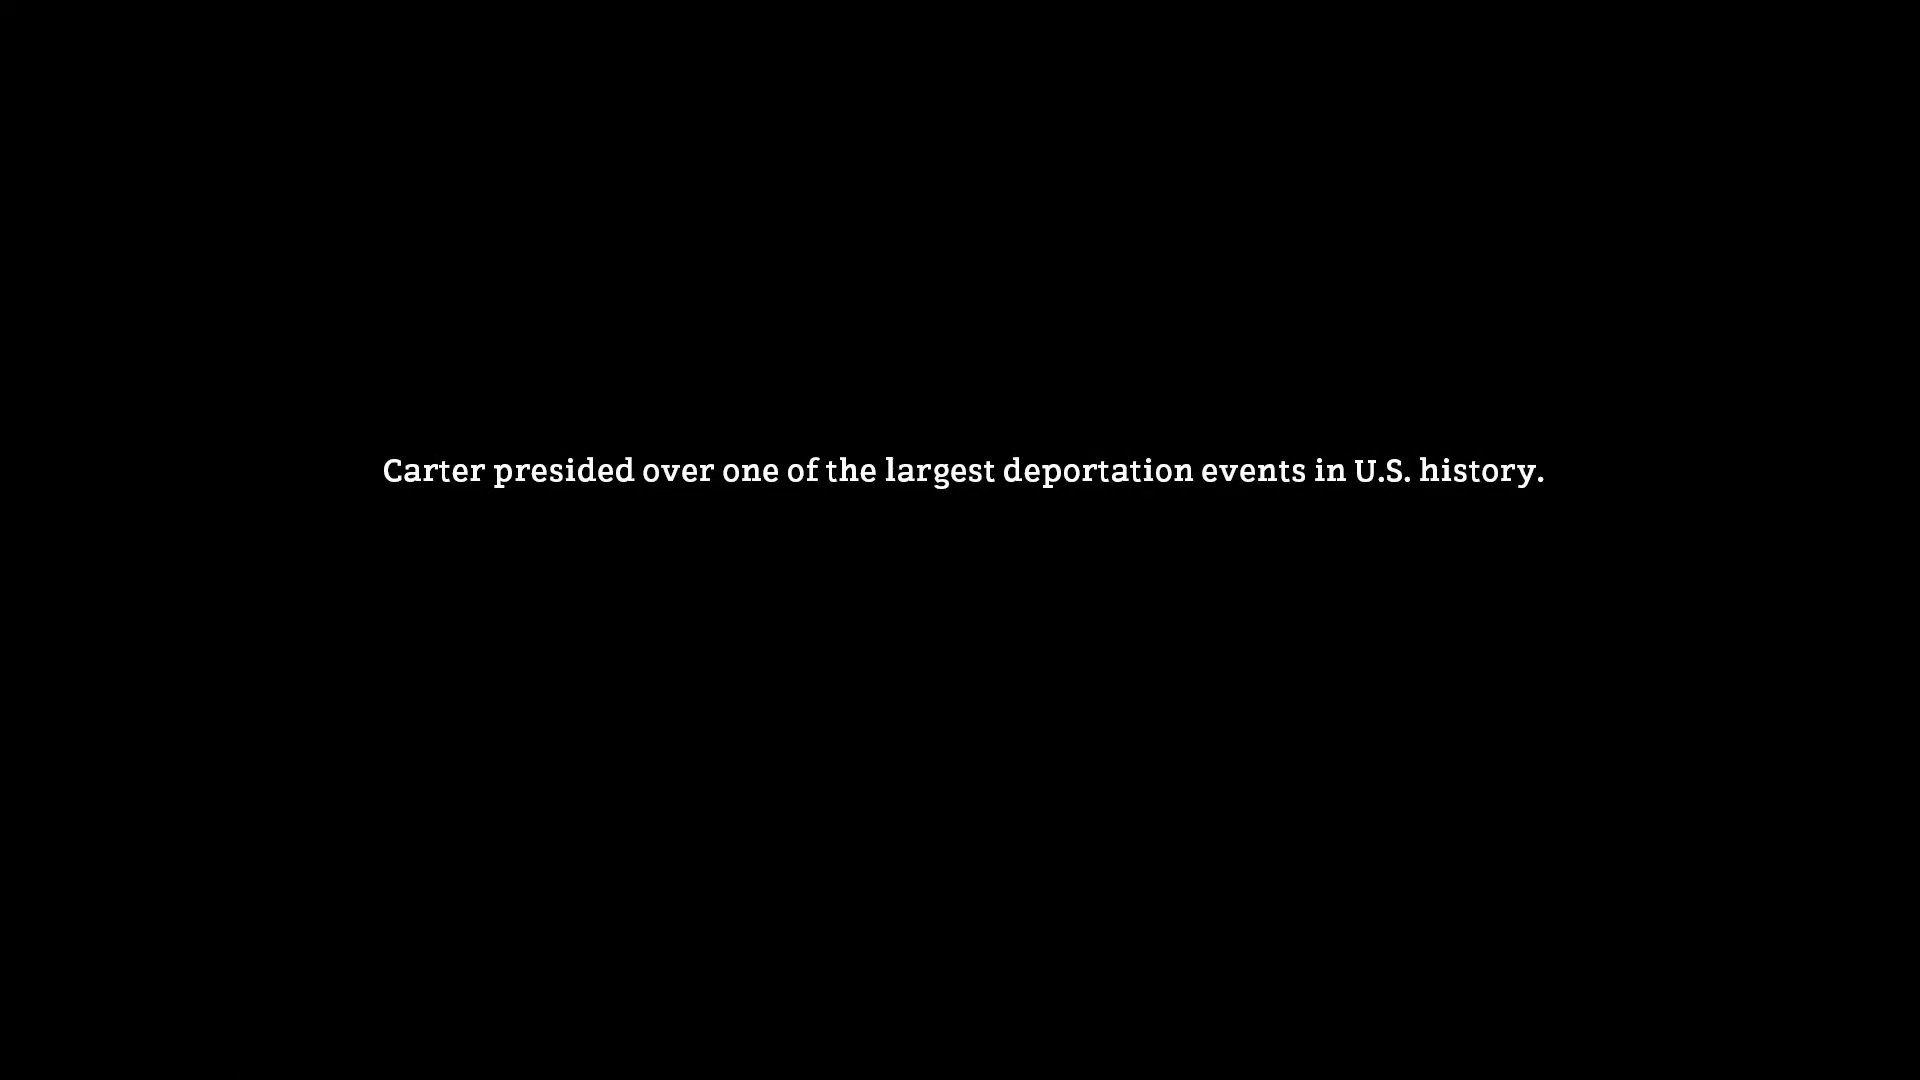 Carter presided over one of the largest deportation events in U.S. history.